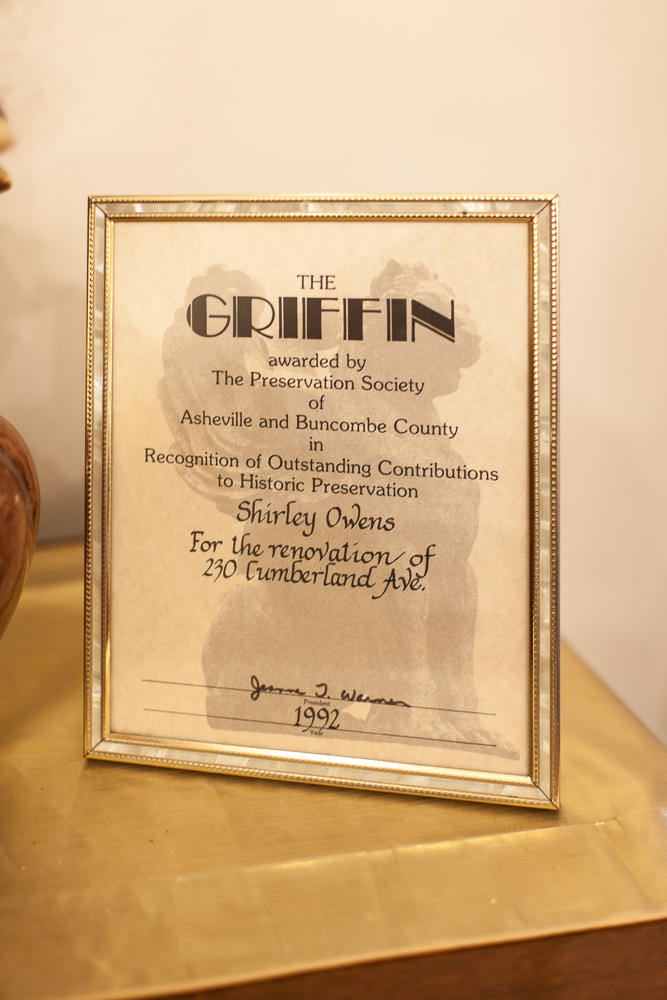 THE
GRIFFIN
awarded by
The Preservation Society
of
Asheville and Buncombe County
in
Recognition of Outstanding Contributions
to Historic Preservation
Shirley Owens
For the renovation of
230 Cumberland Ave.
President
1992
Year